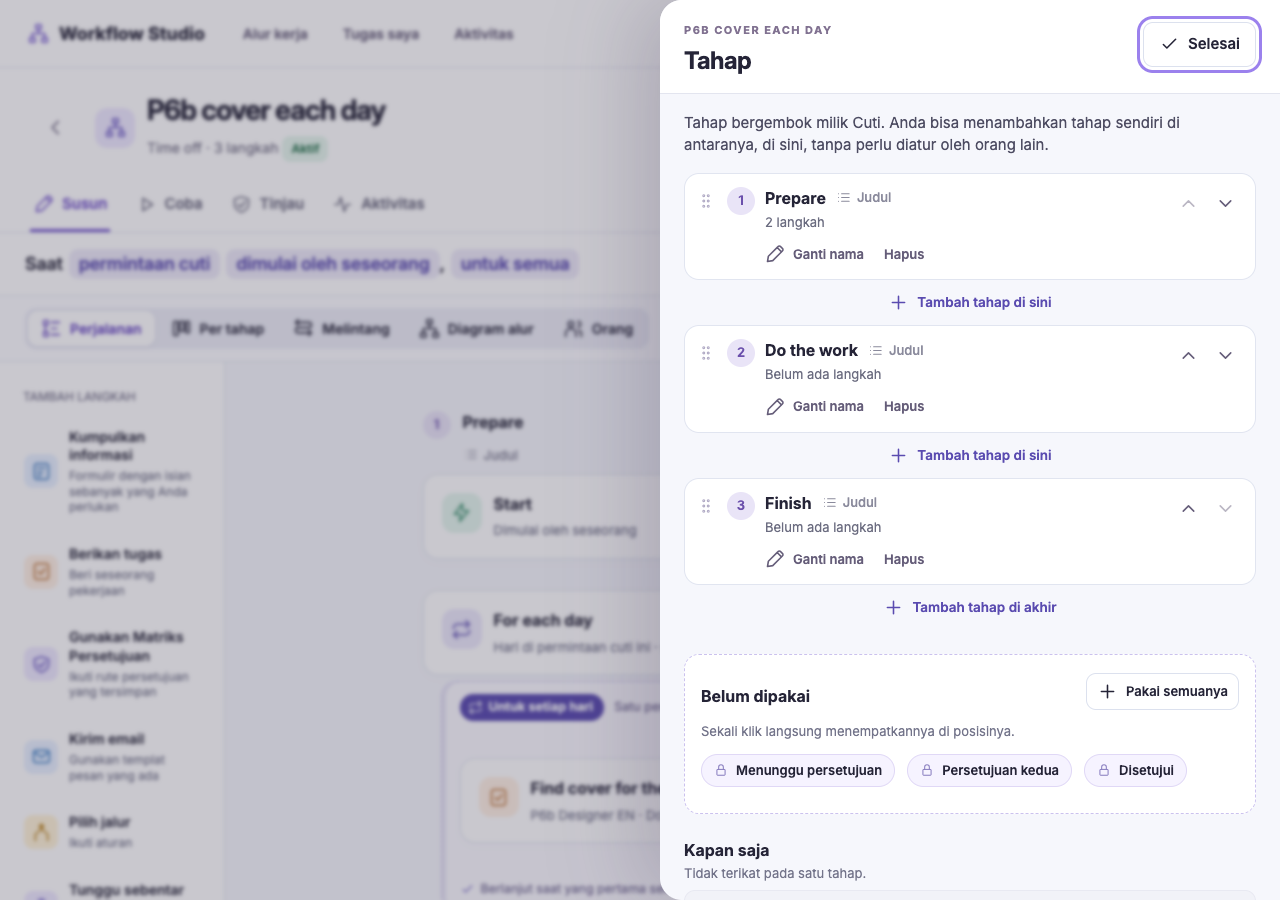 Workflow Studio
Alur kerja
Tugas saya
Aktivitas
P6b cover each day
Time off · 3 langkah
Aktif
Susun
Coba
Tinjau
Aktivitas
Saat permintaan cuti dimulai oleh seseorang , untuk semua
Perjalanan
Per tahap
Melintang
Diagram alur
Orang
TAMBAH LANGKAH
Kumpulkan
informasi
Formulir dengan isian
sebanyak yang Anda
perlukan
Berikan tugas
Beri seseorang
pekerjaan
Gunakan Matriks
Persetujuan
Ikuti rute persetujuan
yang tersimpan
Kirim email
Gunakan templat
pesan yang ada
Pilih jalur
Ikuti aturan
Tunggu sebentar
1
Prepare
Judul
Start
Dimulai oleh seseorang
For each day
Hari di permintaan cuti ini ·
Untuk setiap hari
Find cover for the
P6b Designer EN ·
Berlanjut saat yang pertama
P6B COVER EACH DAY
Tahap
Selesai
Tahap bergembok milik Cuti. Anda bisa menambahkan tahap sendiri di
antaranya, di sini, tanpa perlu diatur oleh orang lain.
1
Prepare
Judul
2 langkah
Ganti nama
Hapus
Tambah tahap di sini
2
Do the work
Judul
Belum ada langkah
Ganti nama
Hapus
Tambah tahap di sini
3
Finish
Judul
Belum ada langkah
Ganti nama
Hapus
Tambah tahap di akhir
Belum dipakai
Pakai semuanya
Sekali klik langsung menempatkannya di posisinya.
Menunggu persetujuan
Persetujuan kedua
Disetujui
Kapan saja
Tidak terikat pada satu tahap.